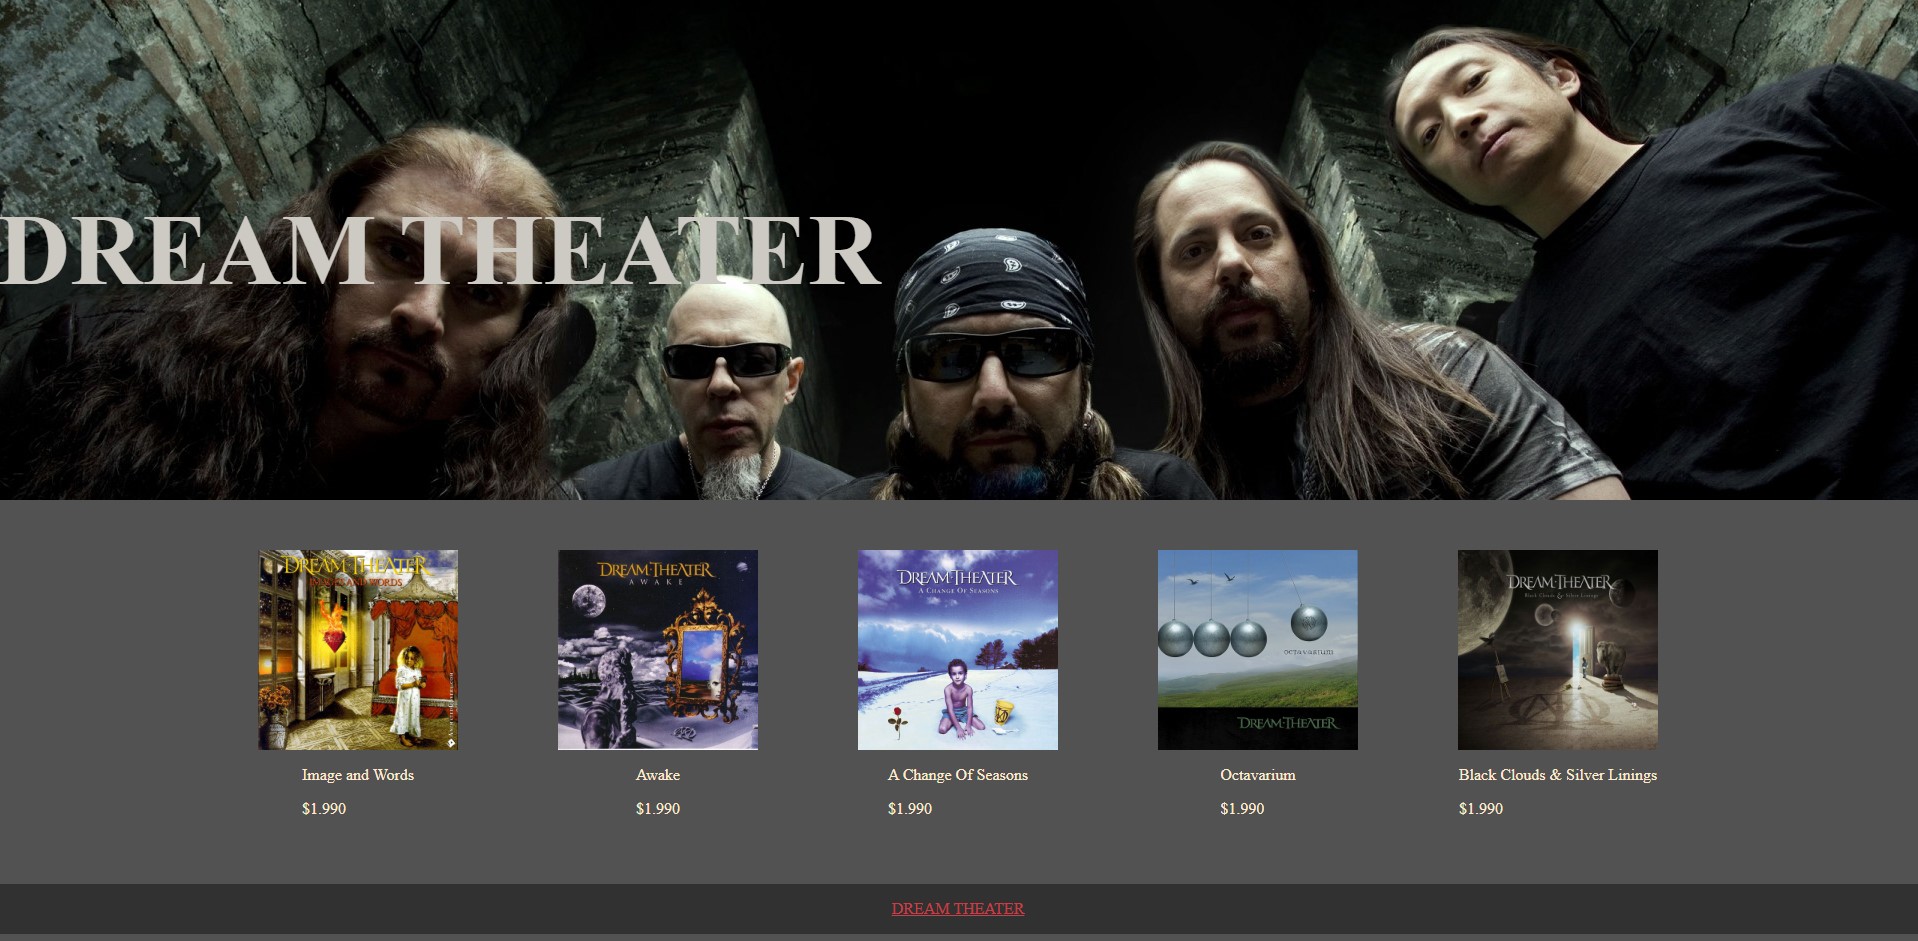 DREAM THEATER
DREAM THEATER
IMAGES AND WORDS
DREAM THEATER
AWAKE
DREAM THEATER
A CHANGE OF SEASONS
OCTAVARIUM
DREAM THEATER
DREAM THEATER
Black Clouds & Silver Linings
Image and Words
Awake
A Change Of Seasons
Octavarium
Black Clouds & Silver Linings
$1.990
$1.990
$1.990
$1.990
$1.990
DREAM THEATER